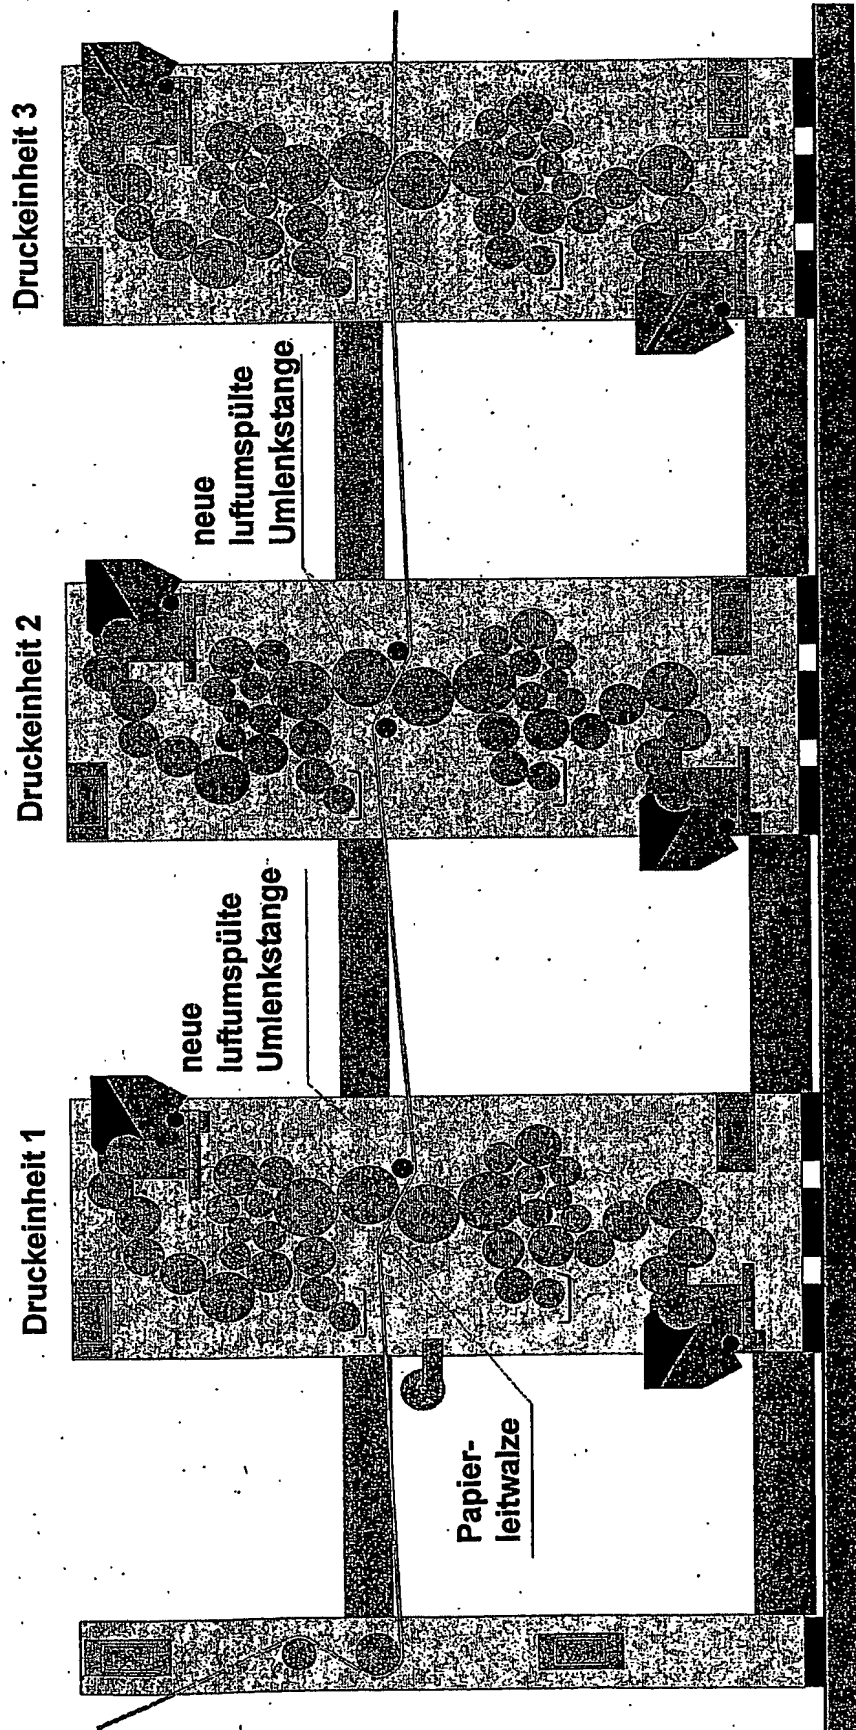 Druckeinheit 1
Druckeinheit 2
Druckeinheit 3
neue
luftumspülte
Umlenkstange
neue
luftumspülte
Umlenkstange
Papier-
leitwalze